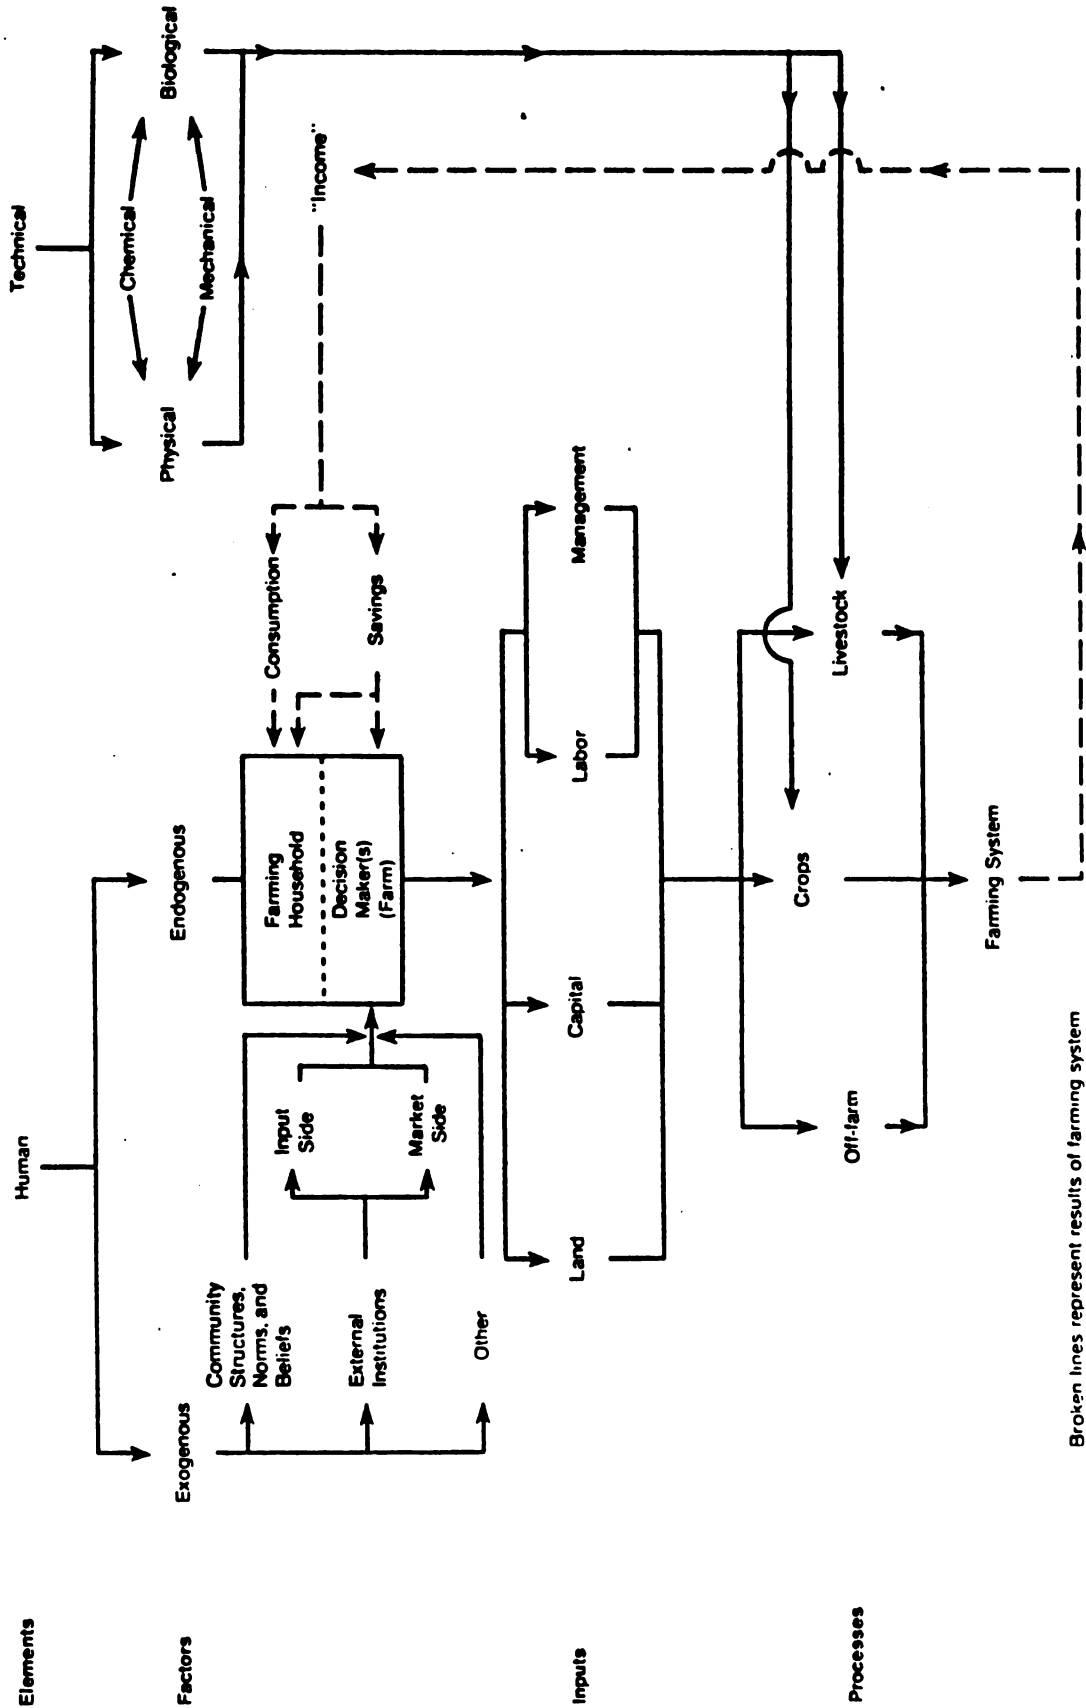 Elements
Human
Technical
Factors
Exogenous
Endogenous
Physical
Chemical
Mechanical
Biological
Community
Structures,
Norms, and
Beliefs
External
Institutions
Other
Input
Side
Market
Side
Farming
Household
Decision
Maker(s)
(Farm)
Consumption
Savings
"Income"
Inputs
Land
Capital
Labor
Management
Processes
Off-farm
Crops
Livestock
Farming System
Broken lines represent results of farming system